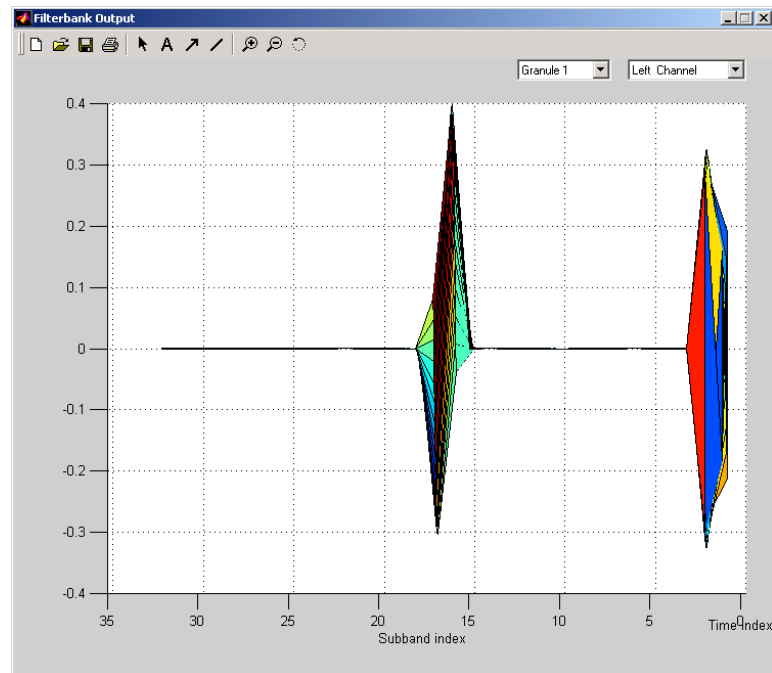 Filterbank Output
A
Granule 1
Left Channel
0.4
0.3
0.2
0.1
0
-0.1
-0.2
-0.3
-0.4
35
30
25
20
15
10
5
0
Time index
Subband index